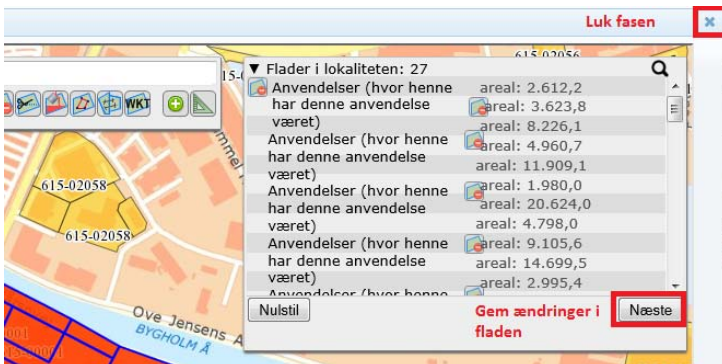 Luk fasen
615-02056
▼ Flader i lokaliteten: 27
Anvendelser (hvor henne areal: 2.612,2
har denne anvendelse areal: 3.623,8
været) areal: 8.226,1
Anvendelser (hvor henne areal: 4.960,7
har denne anvendelse areal: 11.909,1
været)
Anvendelser (hvor henne areal: 1.980,0
har denne anvendelse areal: 20.624,0
været) areal: 4.798,0
Anvendelser (hvor henne areal: 9.105,6
har denne anvendelse areal: 14.699,5
været) areal: 2.995,4
Anvendelser (hvor henne
WKT
615-02058
615-02058
Nulstil
Gem ændringer i
fladen
Næste
Ove Jensens A
BYGHOLM Å